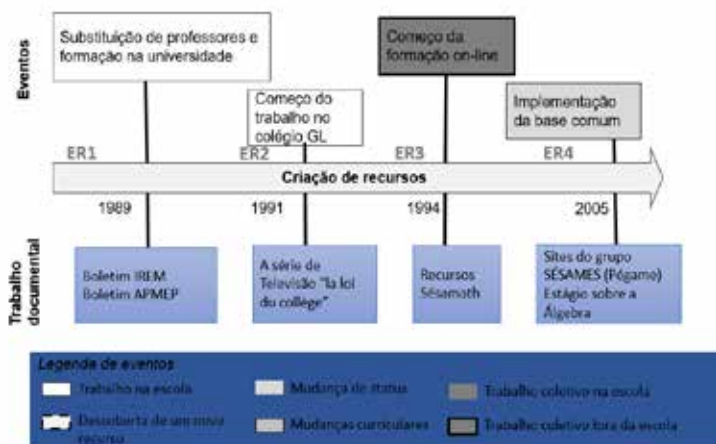 Eventos
Substituição de professores e
formação na universidade
Começo do
trabalho no
colégio GL
Começo da
formação on-line
Implementação
da base comum
ER1
ER2
ER3
ER4
Criação de recursos
1989
1991
1994
2005
Trabalho
documental
Boletim IREM
Boletim APMEP
A série de
Televisão "la loi
du collège"
Recursos
Sésamath
Sites do grupo
SÉSAMES (Pégame)
Estágio sobre a
Álgebra
Legenda de eventos
Trabalho na escola
Mudança de status
Trabalho coletivo na escola
Descoberta de um novo
recurso
Mudanças curriculares
Trabalho coletivo fora da escola